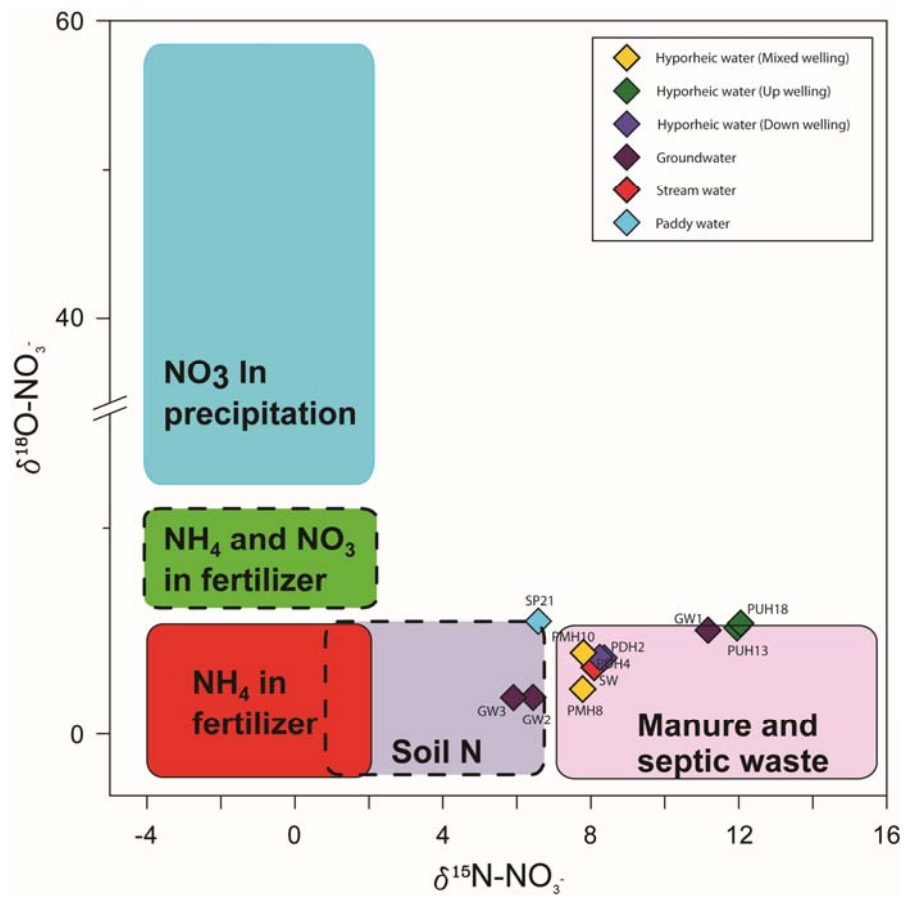 60
40
0
δ¹⁸O-NO₃-
Hyporheic water (Mixed welling)
Hyporheic water (Up welling)
Hyporheic water (Down welling)
Groundwater
Stream water
Paddy water
NO3 In
precipitation
NH₄ and NO₃
in fertilizer
NH₄ in
fertilizer
Soil N
Manure and
septic waste
SP21
PMH10
PDH2
PDH4
SW
PMH8
GW3
GW2
GW1
PUH18
PUH13
-4
0
4
8
12
16
δ¹⁵N-NO₃-